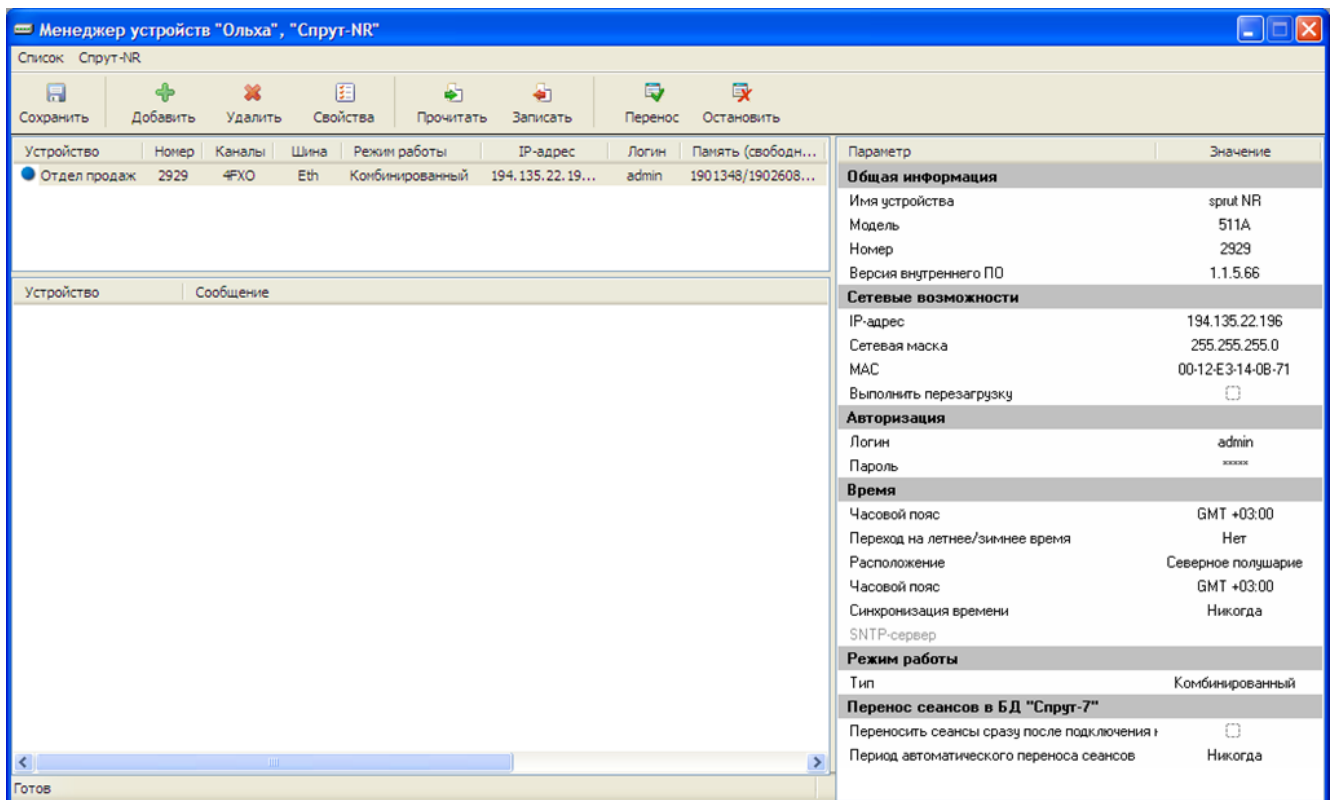 Менеджер устройств "Ольха", "Спрут-NR"
Список Спрут-NR
Сохранить Добавить Удалить Свойства Прочитать Записать Перенос Остановить
Устройство Номер Каналы Шина Режим работы IP-адрес Логин Память (свободн...
Отдел продаж 2929 4FXO Eth Комбинированный 194.135.22.19... admin 1901348/1902608...
Устройство Сообщение
Готов
Параметр Значение
Общая информация
Имя устройства sprut NR
Модель 511A
Номер 2929
Версия внутреннего ПО 1.1.5.66
Сетевые возможности
IP-адрес 194.135.22.196
Сетевая маска 255.255.255.0
MAC 00-12-E3-14-0B-71
Выполнить перезагрузку
Авторизация
Логин admin
Пароль *****
Время
Часовой пояс GMT +03:00
Переход на летнее/зимнее время Нет
Расположение Северное полушарие
Часовой пояс GMT +03:00
Синхронизация времени Никогда
SNTP-сервер
Режим работы
Тип Комбинированный
Перенос сеансов в БД "Спрут-7"
Переносить сеансы сразу после подключения
Период автоматического переноса сеансов Никогда